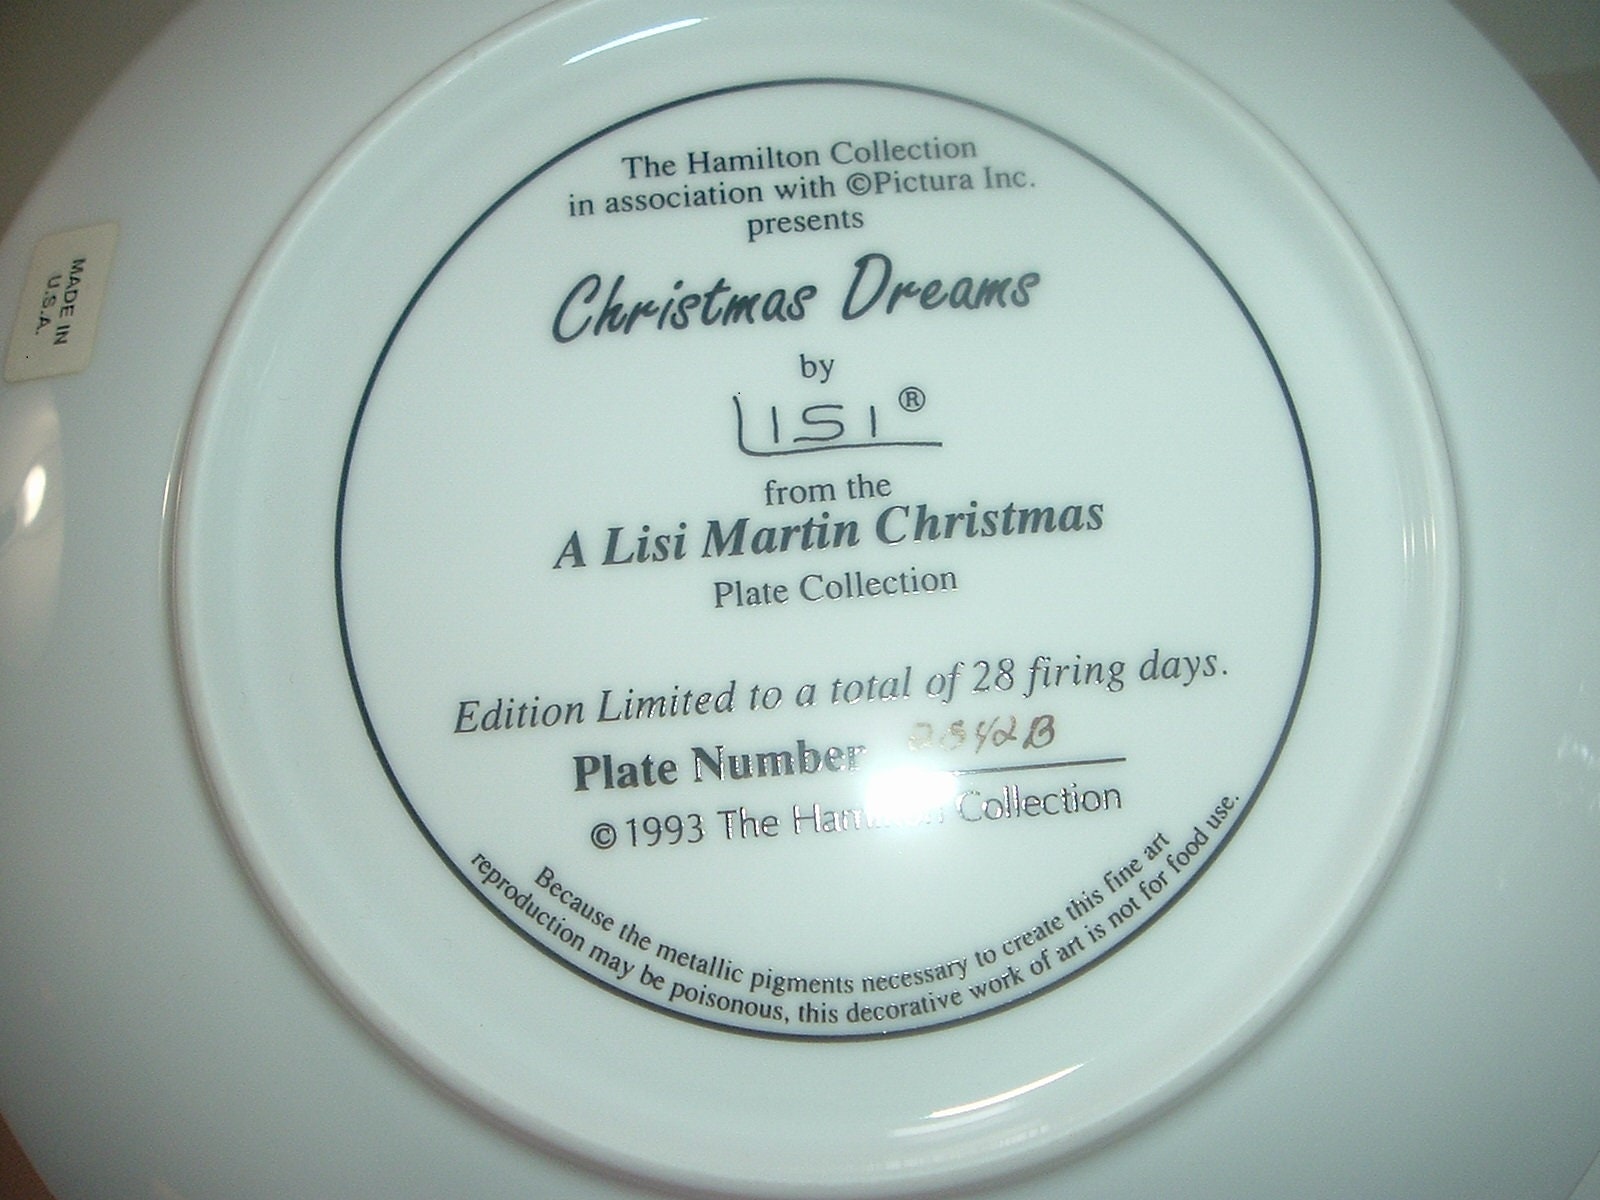 The Hamilton Collection
in association with ©Pictura Inc.
presents
Christmas Dreams
by
LISI®
from the
A Lisi Martin Christmas
Plate Collection
Edition Limited to a total of 28 firing days.
Plate Number
©1993 The Hamilton Collection
Because the metallic pigments necessary to create this fine art
reproduction may be poisonous, this decorative work of art is not for food use.
MADE IN
U.S.A.